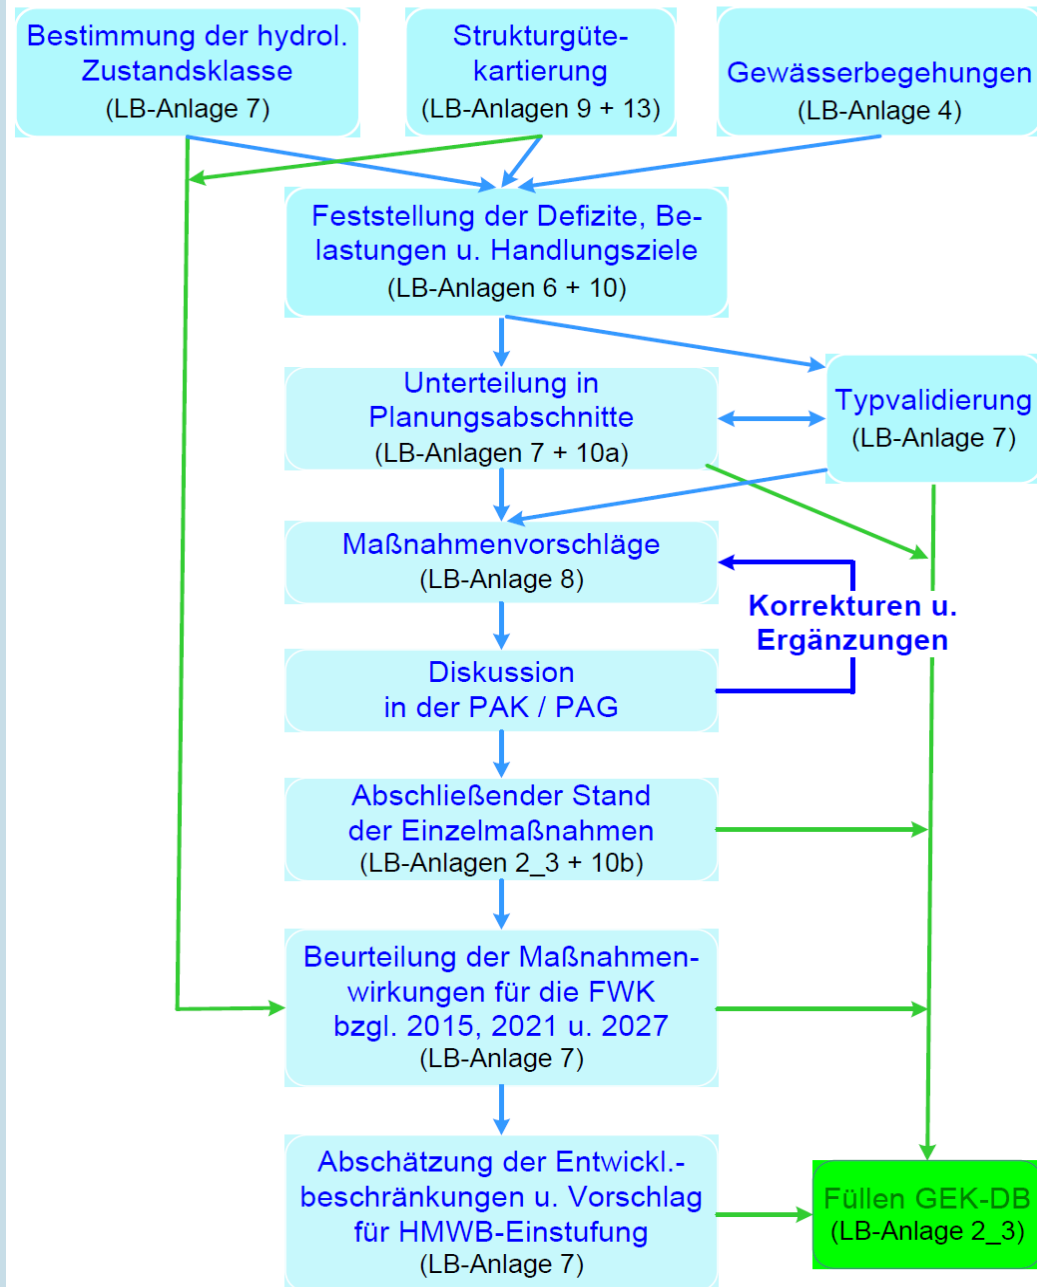 Bestimmung der hydrol.
Zustandsklasse
(LB-Anlage 7)
Strukturgüte-
kartierung
(LB-Anlagen 9 + 13)
Gewässerbegehungen
(LB-Anlage 4)
Feststellung der Defizite, Be-
lastungen u. Handlungsziele
(LB-Anlagen 6 + 10)
Unterteilung in
Planungsabschnitte
(LB-Anlagen 7 + 10a)
Typvalidierung
(LB-Anlage 7)
Maßnahmenvorschläge
(LB-Anlage 8)
Korrekturen u.
Ergänzungen
Diskussion
in der PAK / PAG
Abschließender Stand
der Einzelmaßnahmen
(LB-Anlagen 2_3 + 10b)
Beurteilung der Maßnahmen-
wirkungen für die FWK
bzgl. 2015, 2021 u. 2027
(LB-Anlage 7)
Abschätzung der Entwickl.-
beschränkungen u. Vorschlag
für HMWB-Einstufung
(LB-Anlage 7)
Füllen GEK-DB
(LB-Anlage 2_3)